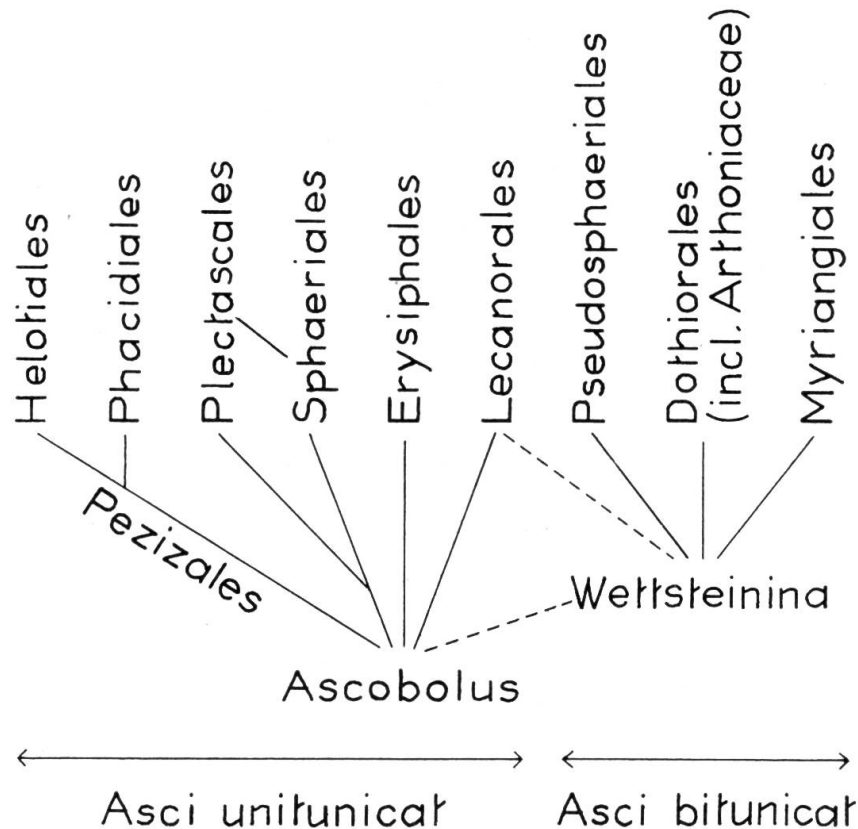 Helotiales
Phacidiales
Plectascales
Sphaeriales
Erysiphales
Lecanorales
Pseudosphaeriales
Dothiorales
(incl. Arthoniaceae)
Myriangiales
Pezizales
Wettsteinina
Ascobolus
Asci unitunicat
Asci bitunicat